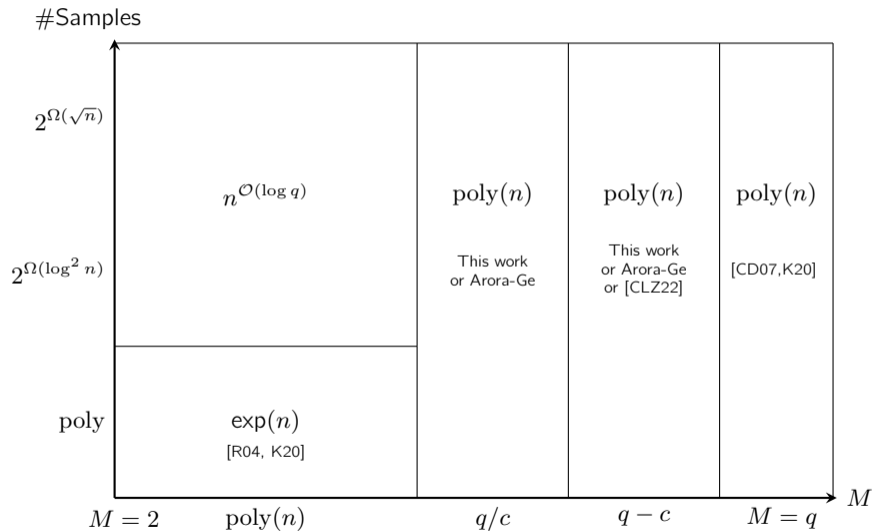 #Samples
2^{Ω(√n)}
n^{𝒪(log q)}
poly(n)
poly(n)
poly(n)
This work
or Arora-Ge
This work
or Arora-Ge
or [CLZ22]
[CD07,K20]
2^{Ω(log² n)}
poly
exp(n)
[R04, K20]
M
M = 2
poly(n)
q/c
q − c
M = q